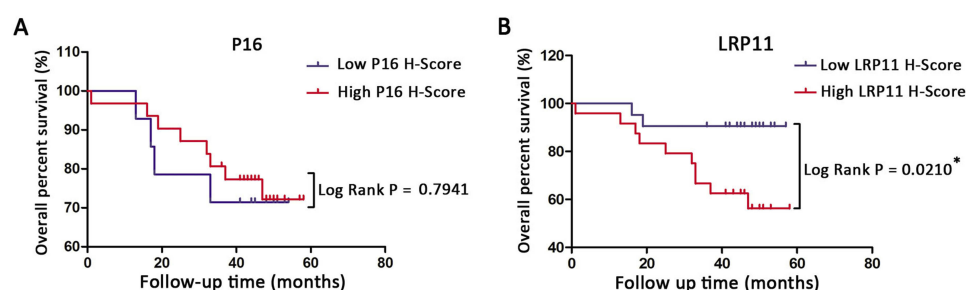 A
P16
Overall percent survival (%)
110
100
90
80
70
60
0
20
40
60
80
Follow-up time (months)
Low P16 H-Score
High P16 H-Score
Log Rank P = 0.7941
B
LRP11
Overall percent survival (%)
120
100
80
60
40
0
20
40
60
80
Follow up time (months)
Low LRP11 H-Score
High LRP11 H-Score
Log Rank P = 0.0210*